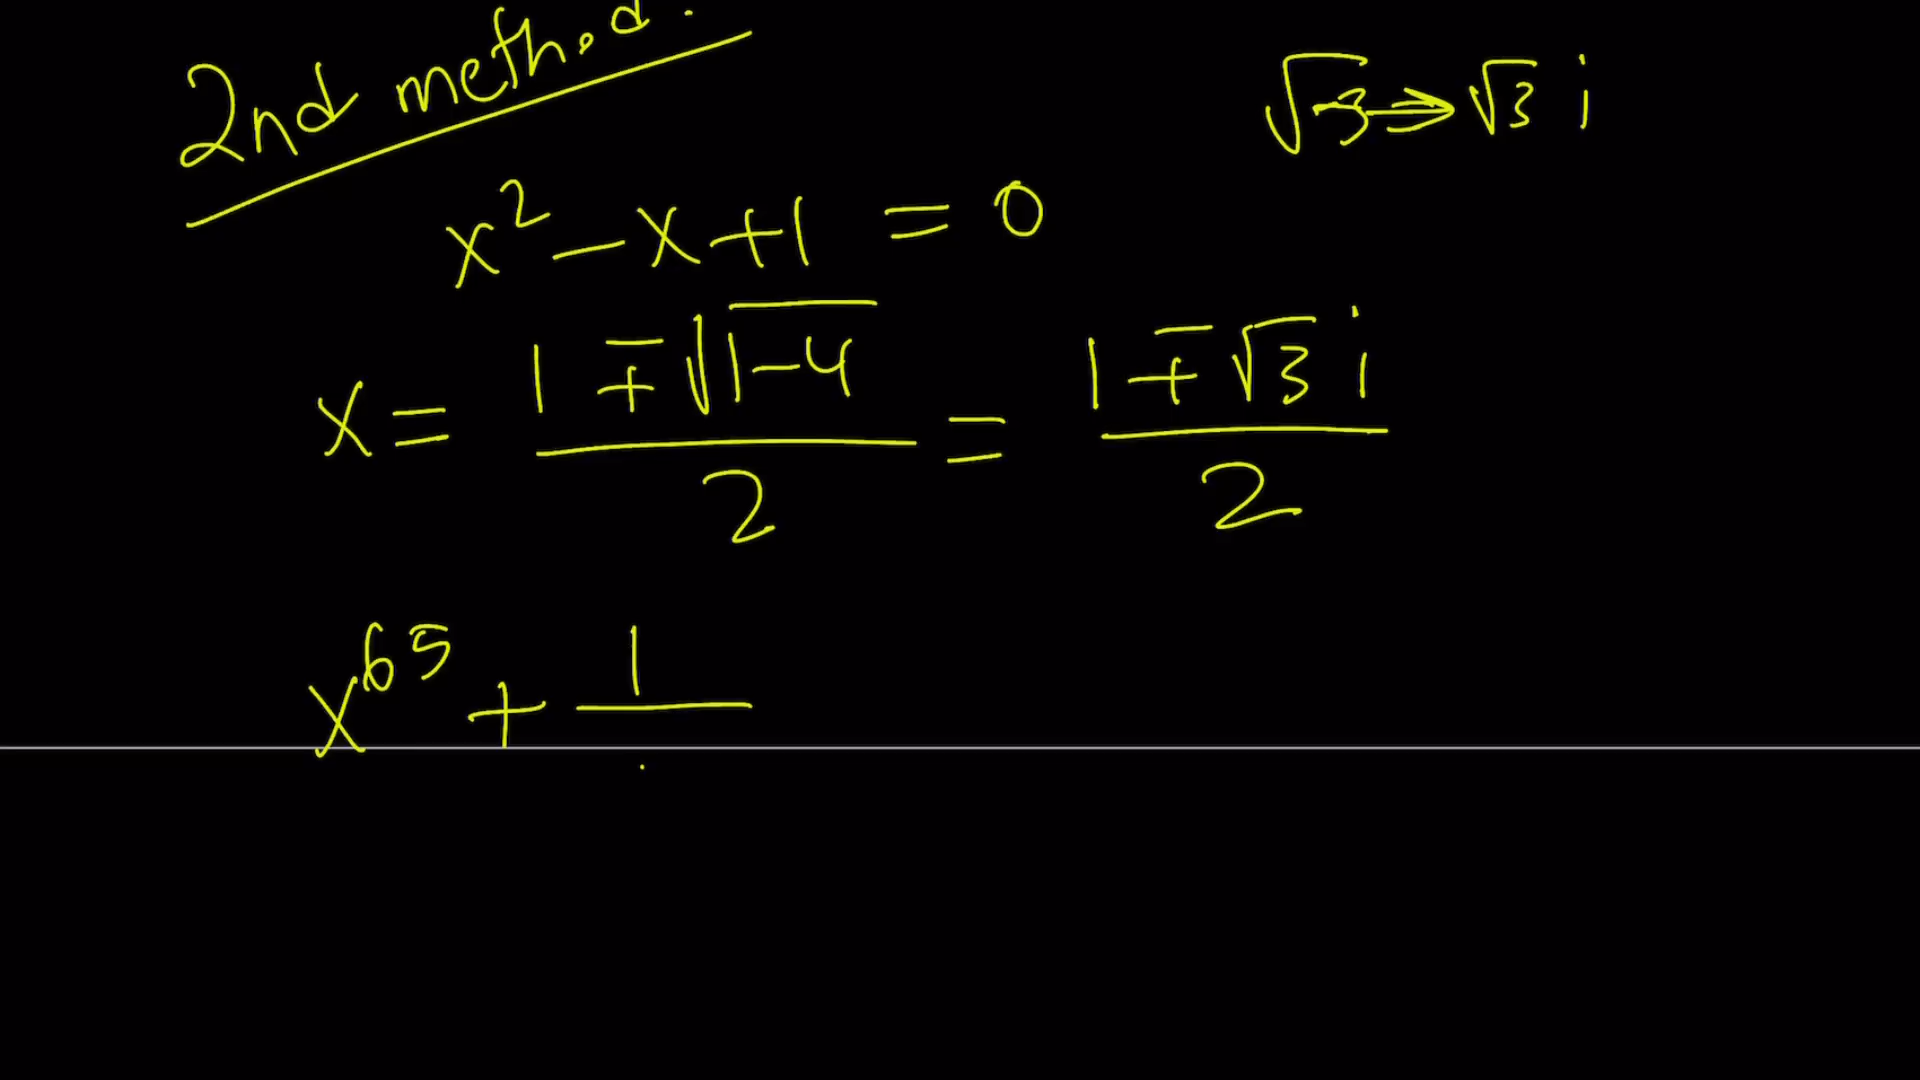 2nd method:
√-3 → √3 i
x² - x + 1 = 0
x = (1 ∓ √(1-4))/2 = (1 ∓ √3 i)/2
x⁶⁵ + 1/